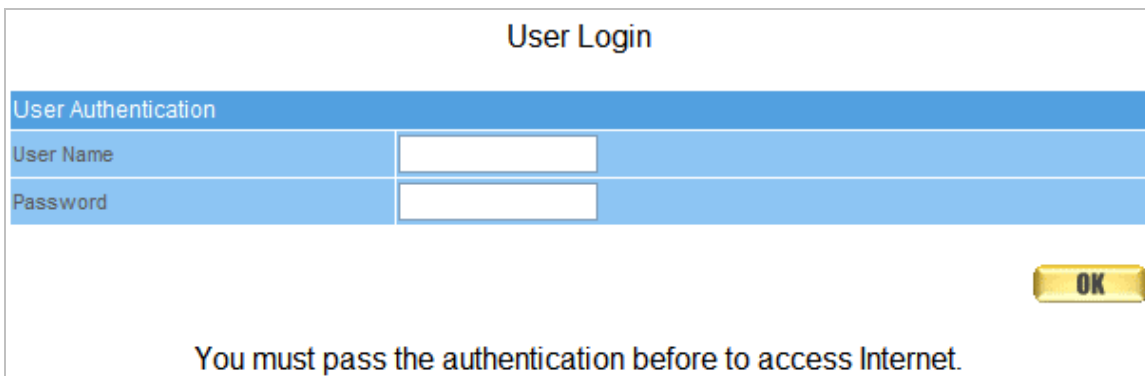 User Login
User Authentication
User Name
Password
OK
You must pass the authentication before to access Internet.